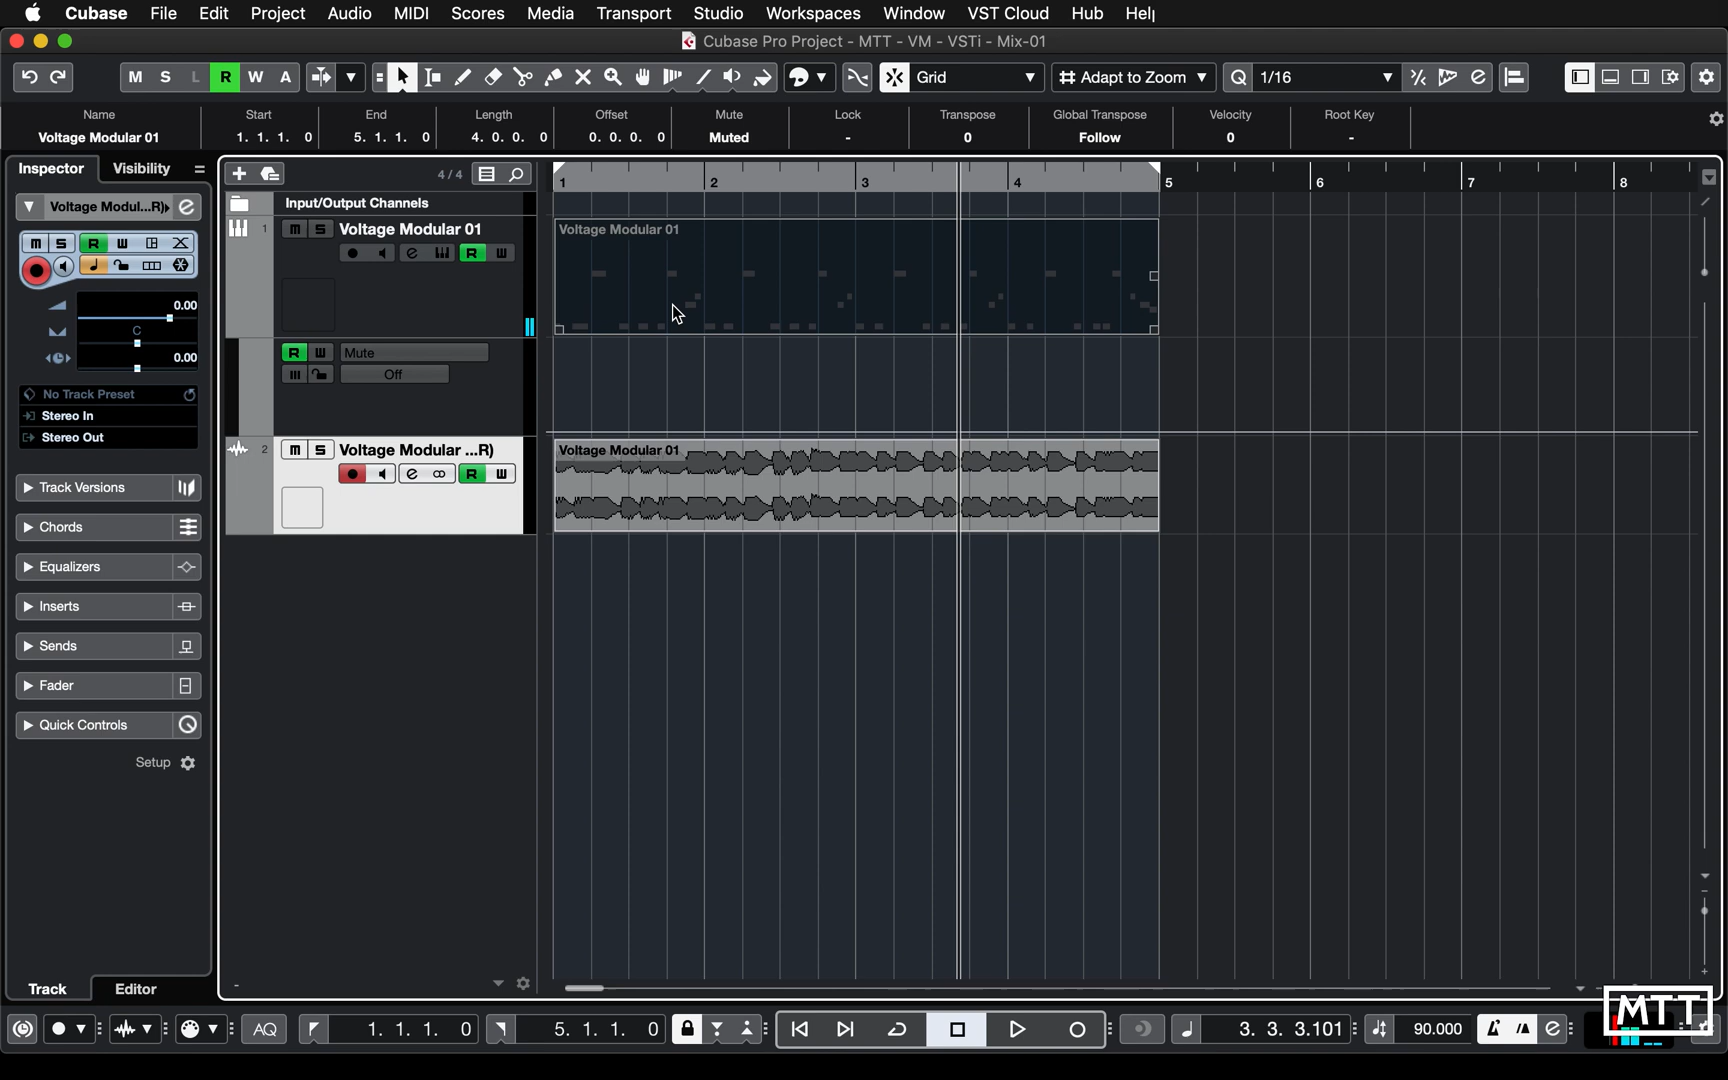 Cubase File Edit Project Audio MIDI Scores Media Transport Studio Workspaces Window VST Cloud Hub Help
Cubase Pro Project - MTT - VM - VSTi - Mix-01
M S L R W A Grid Adapt to Zoom Q 1/16
Name Start End Length Offset Mute Lock Transpose Global Transpose Velocity Root Key
Voltage Modular 01 1. 1. 1. 0 5. 1. 1. 0 4. 0. 0. 0 0. 0. 0. 0 Muted - 0 Follow 0 -
Inspector Visibility
4 / 4
1 2 3 4 5 6 7 8
Voltage Modul...R)
Input/Output Channels
M S R W
1 M S Voltage Modular 01
R W
Voltage Modular 01
0.00
C
0.00
R W Mute
Off
No Track Preset
Stereo In
Stereo Out
2 M S Voltage Modular ...R)
R W
Voltage Modular 01
Track Versions
Chords
Equalizers
Inserts
Sends
Fader
Quick Controls
Setup
Track Editor
-
AQ 1. 1. 1. 0 5. 1. 1. 0 3. 3. 3.101 90.000
MTT